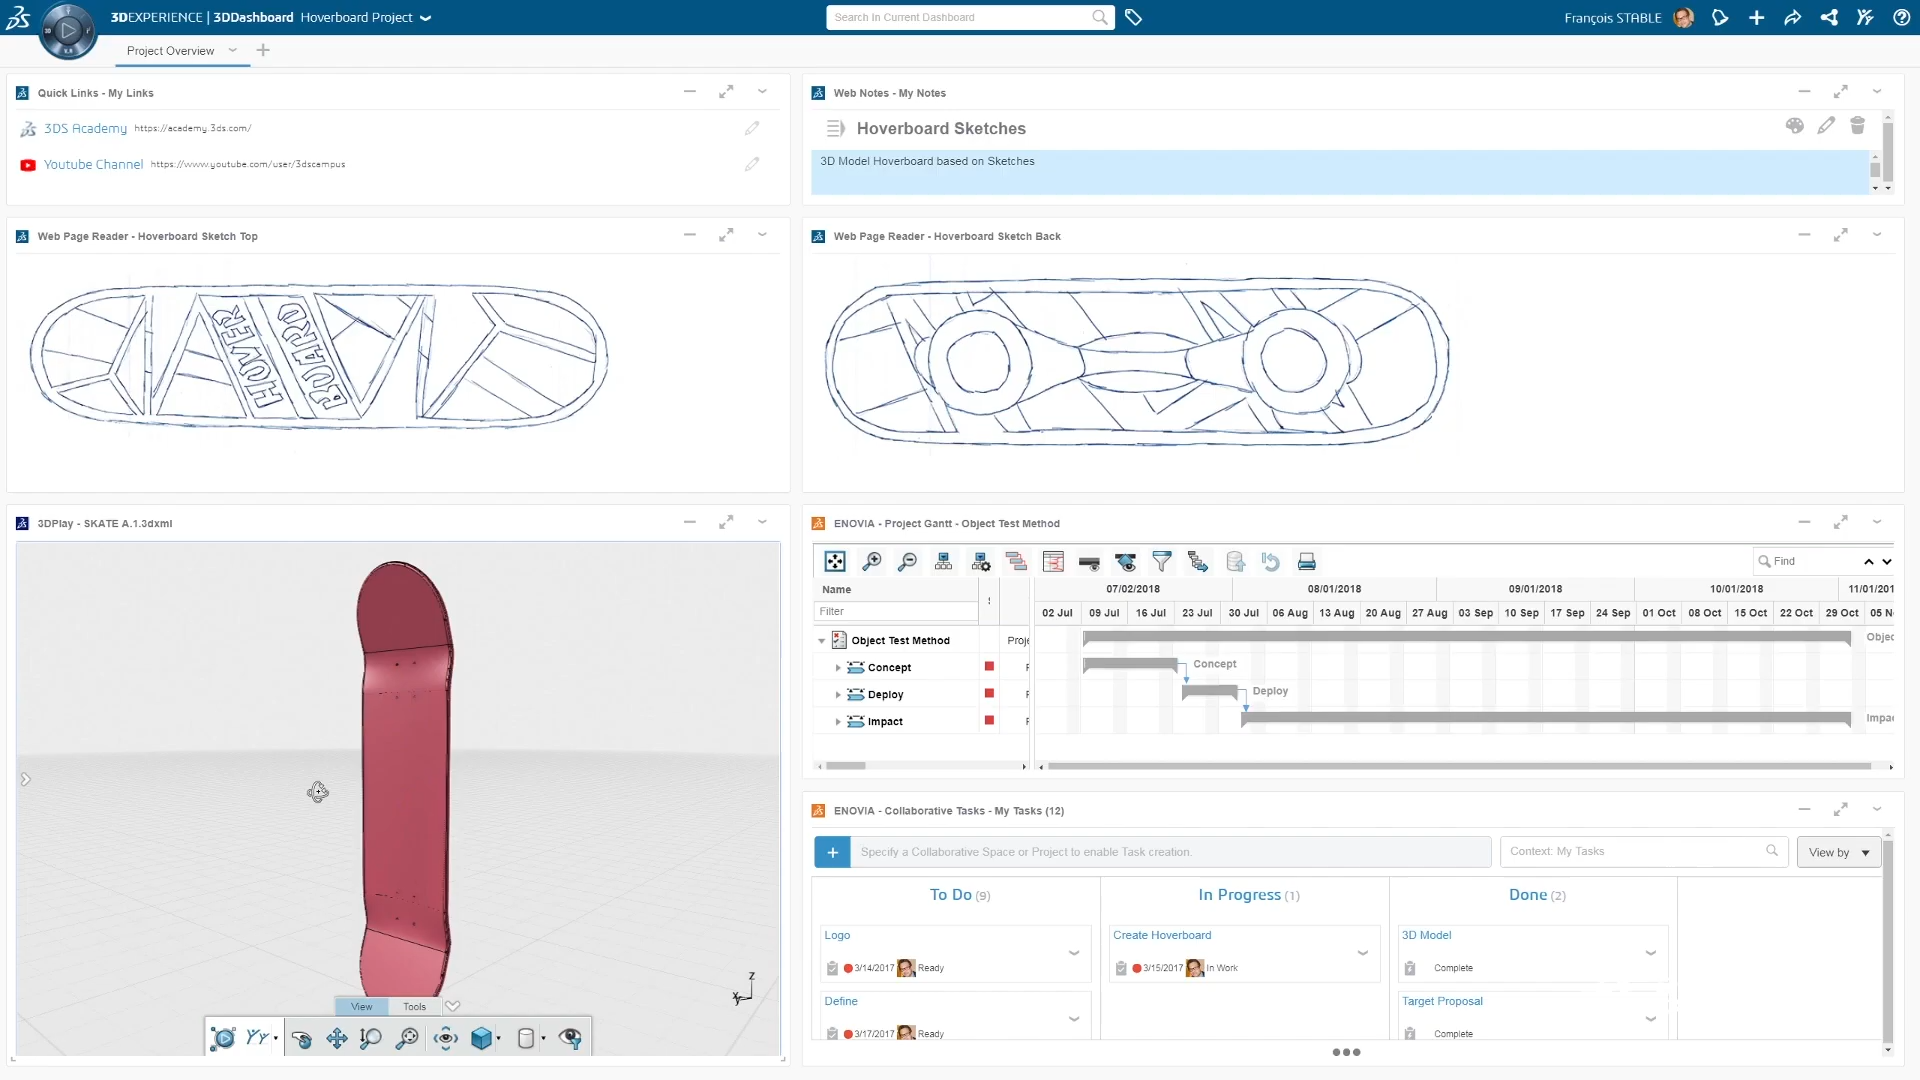 3DEXPERIENCE | 3DDashboard Hoverboard Project
Search In Current Dashboard
François STABLE
Project Overview
Quick Links - My Links
3DS Academy https://academy.3ds.com/
Youtube Channel https://www.youtube.com/user/3dscampus
Web Notes - My Notes
Hoverboard Sketches
3D Model Hoverboard based on Sketches
Web Page Reader - Hoverboard Sketch Top
HOVER
BOARD
Web Page Reader - Hoverboard Sketch Back
3DPlay - SKATE A.1.3dxml
Z
View Tools
ENOVIA - Project Gantt - Object Test Method
Find
Name
Filter
07/02/2018 08/01/2018 09/01/2018 10/01/2018 11/01/201
02 Jul 09 Jul 16 Jul 23 Jul 30 Jul 06 Aug 13 Aug 20 Aug 27 Aug 03 Sep 10 Sep 17 Sep 24 Sep 01 Oct 08 Oct 15 Oct 22 Oct 29 Oct 05 N
Object Test Method Proje Objec
Concept Concept
Deploy Deploy
Impact Impac
ENOVIA - Collaborative Tasks - My Tasks (12)
+ Specify a Collaborative Space or Project to enable Task creation.
Context: My Tasks
View by
To Do (9)
Logo
3/14/2017 Ready
Define
3/17/2017 Ready
In Progress (1)
Create Hoverboard
3/15/2017 In Work
Done (2)
3D Model
Complete
Target Proposal
Complete